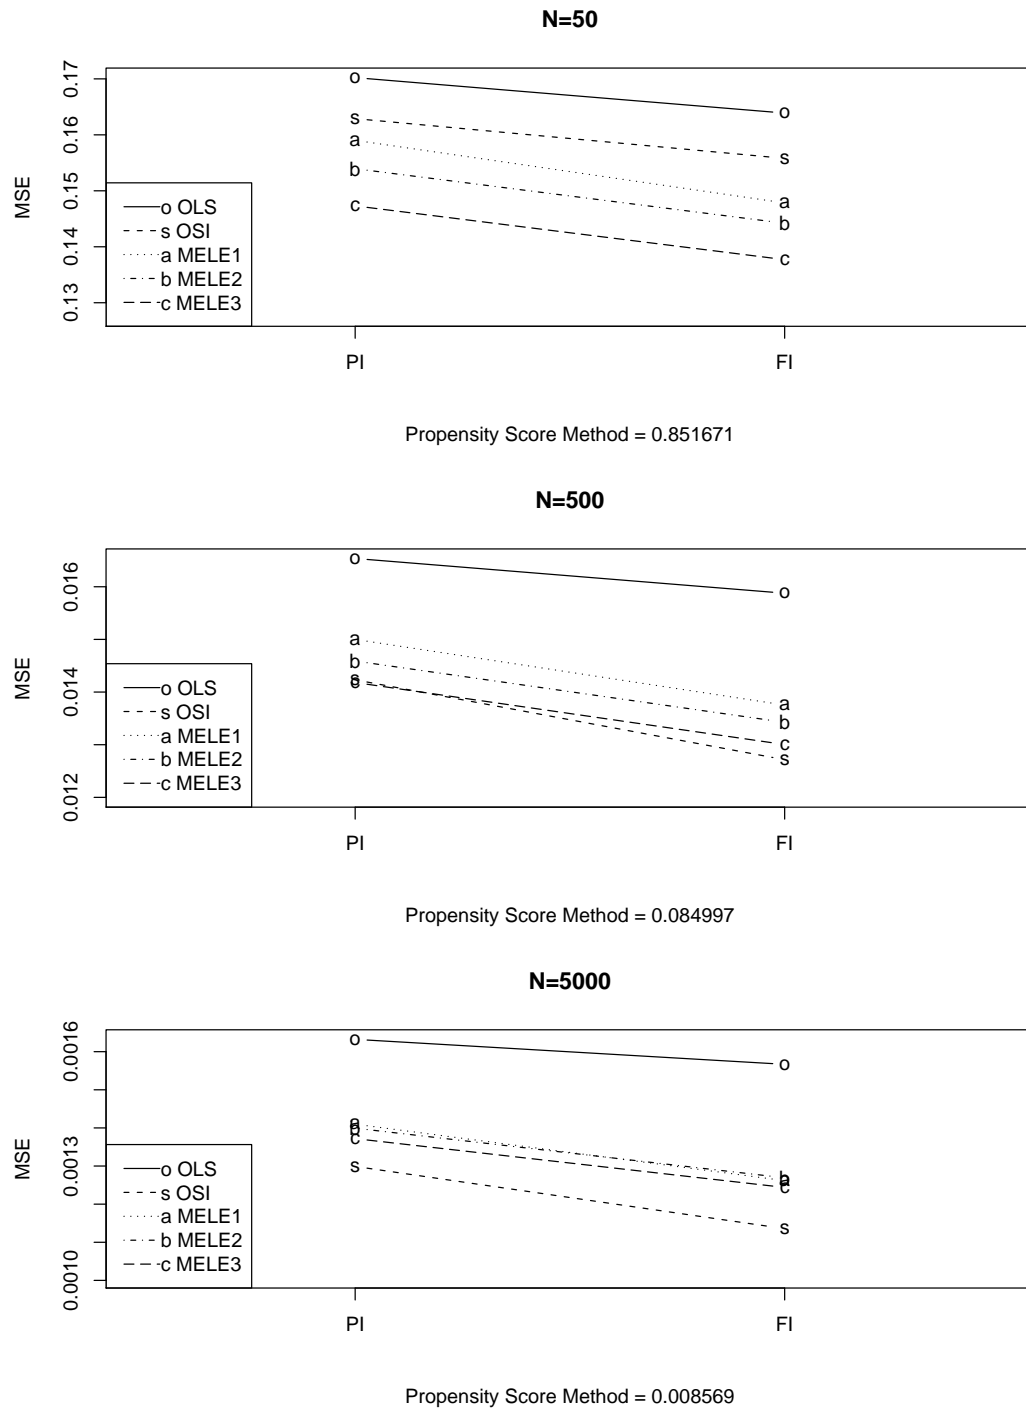 N=50
MSE
0.17
0.16
0.15
0.14
0.13
o
o
s
s
a
a
b
b
c
c
o OLS
s OSI
a MELE1
b MELE2
c MELE3
PI
FI
Propensity Score Method = 0.851671
N=500
MSE
0.016
0.014
0.012
o
o
a
a
b
b
s
c
c
s
o OLS
s OSI
a MELE1
b MELE2
c MELE3
PI
FI
Propensity Score Method = 0.084997
N=5000
MSE
0.0016
0.0013
0.0010
o
o
a
b
b
a
c
c
s
s
o OLS
s OSI
a MELE1
b MELE2
c MELE3
PI
FI
Propensity Score Method = 0.008569